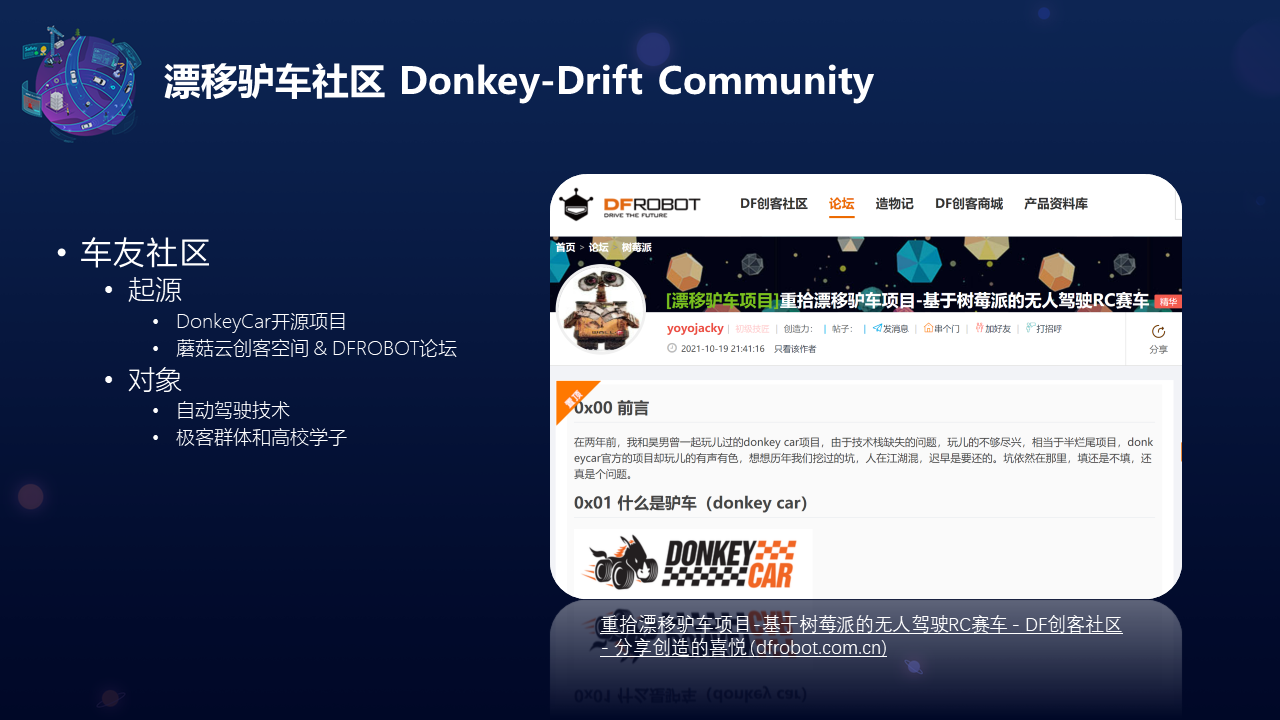 漂移驴车社区 Donkey-Drift Community
• 车友社区
• 起源
• DonkeyCar开源项目
• 蘑菇云创客空间 & DFROBOT论坛
• 对象
• 自动驾驶技术
• 极客群体和高校学子
DFROBOT
DRIVE THE FUTURE
DF创客社区 论坛 造物记 DF创客商城 产品资料库
首页 > 论坛 树莓派
[漂移驴车项目]重拾漂移驴车项目-基于树莓派的无人驾驶RC赛车 精华
yoyojacky | 初级技匠 | 创造力: | 帖子: | 发消息 | 串个门 | 加好友 | 打招呼
2021-10-19 21:41:16 只看该作者
分享
置顶
0x00 前言
在两年前，我和昊男曾一起玩儿过的donkey car项目，由于技术栈缺失的问题，玩儿的不够尽兴，相当于半烂尾项目，donk
eycar官方的项目却玩儿的有声有色，想想历年我们挖过的坑，人在江湖混，迟早是要还的。坑依然在那里，填还是不填，还
真是个问题。
0x01 什么是驴车（donkey car）
DONKEY
CAR
重拾漂移驴车项目-基于树莓派的无人驾驶RC赛车 - DF创客社区
- 分享创造的喜悦(dfrobot.com.cn)